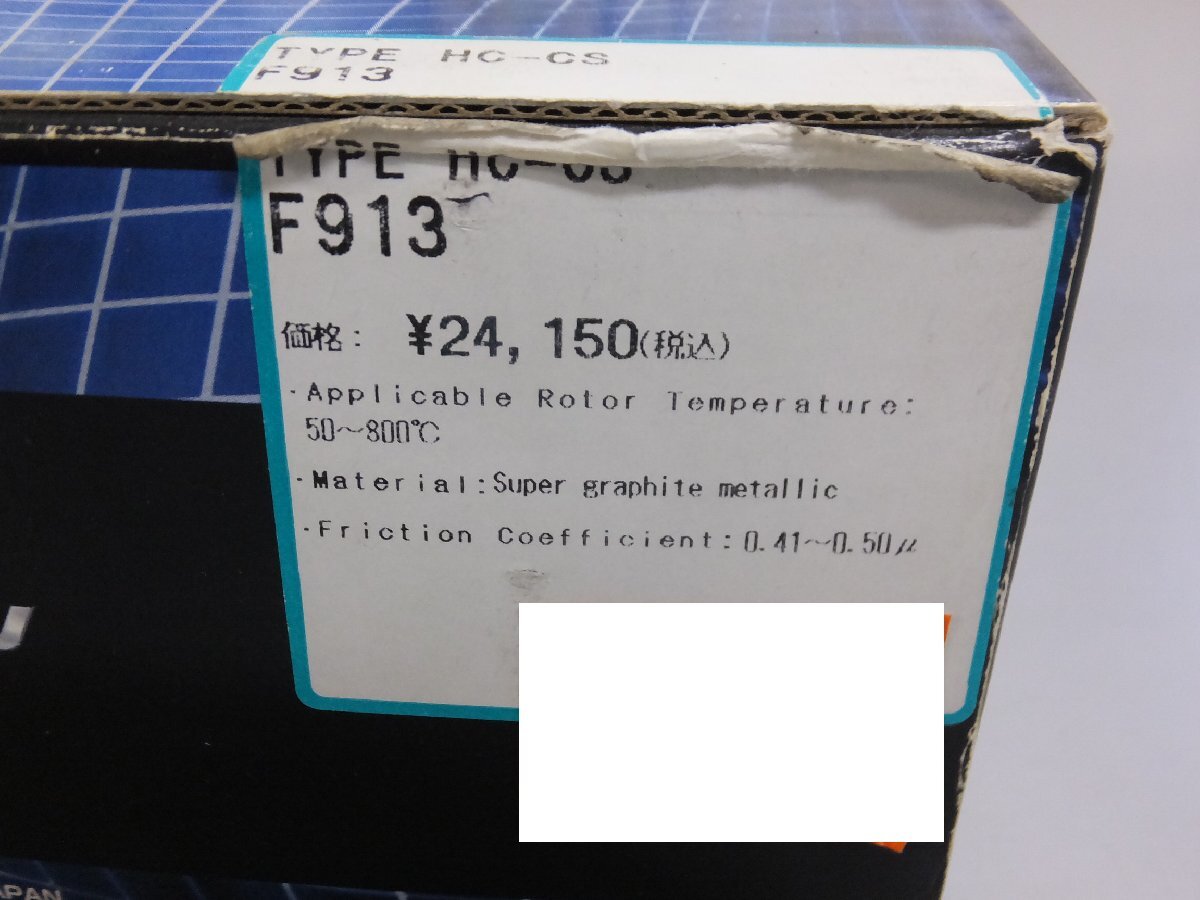 TYPE HC-CS
F913
TYPE HC-CS
F913
価格: ¥24,150(税込)
·Applicable Rotor Temperature:
50~800℃
·Material:Super graphite metallic
·Friction Coefficient:0.41~0.50μ